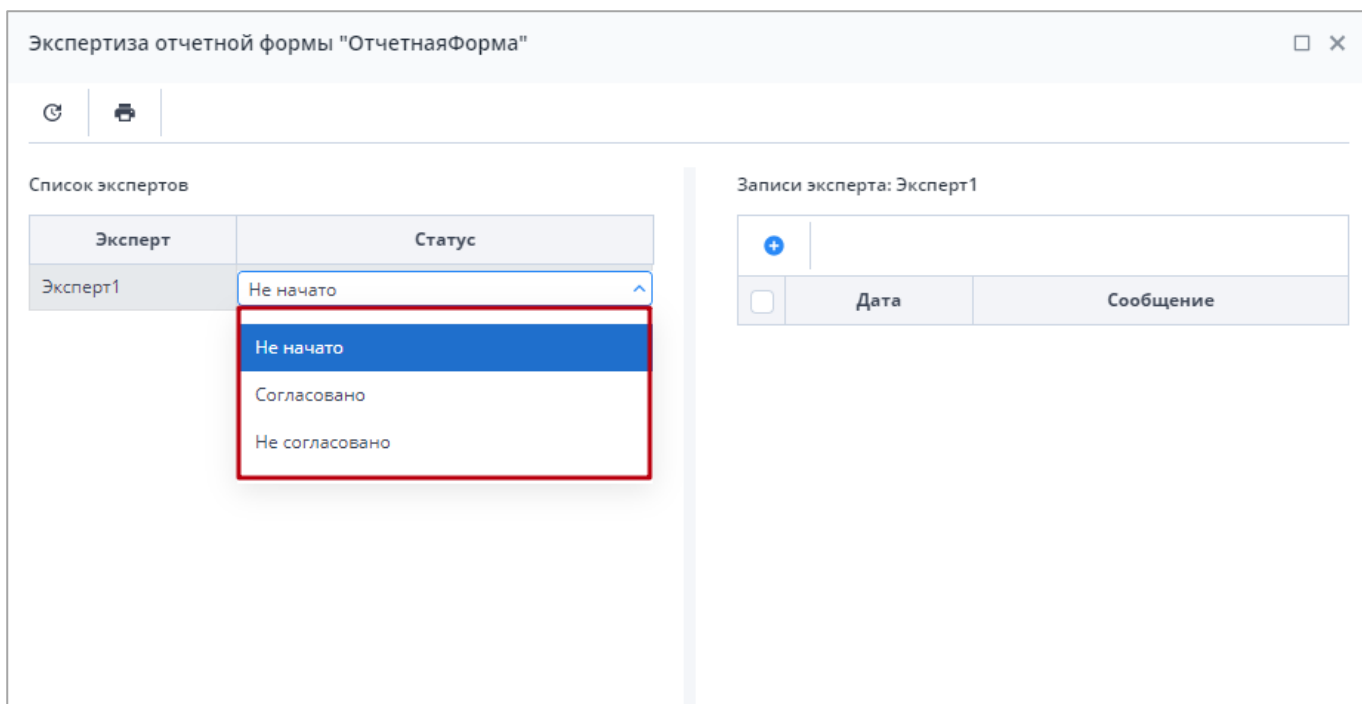 Экспертиза отчетной формы "ОтчетнаяФорма"
Список экспертов
Эксперт Статус
Эксперт1 Не начато
Не начато
Согласовано
Не согласовано
Записи эксперта: Эксперт1
Дата Сообщение